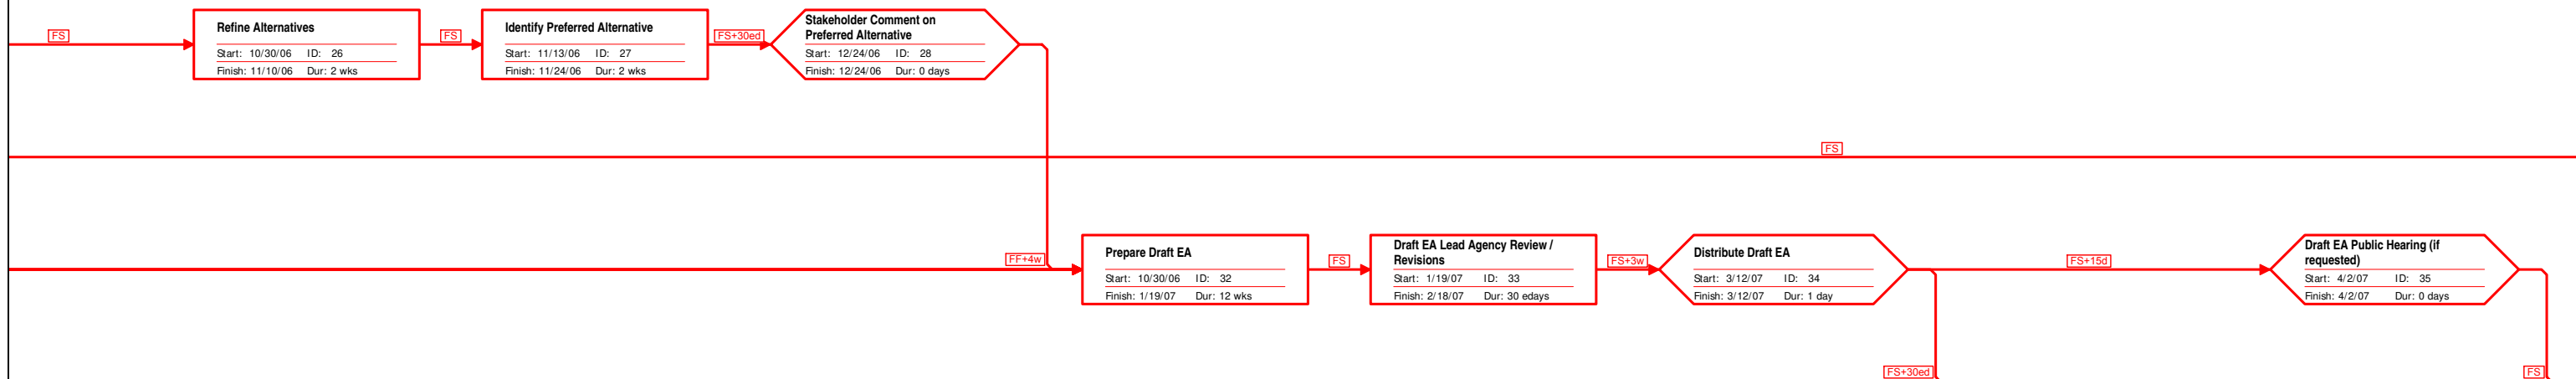 FS
Refine Alternatives
Start: 10/30/06 ID: 26
Finish: 11/10/06 Dur: 2 wks
FS
Identify Preferred Alternative
Start: 11/13/06 ID: 27
Finish: 11/24/06 Dur: 2 wks
FS+30ed
Stakeholder Comment on
Preferred Alternative
Start: 12/24/06 ID: 28
Finish: 12/24/06 Dur: 0 days
FS
FF+4w
Prepare Draft EA
Start: 10/30/06 ID: 32
Finish: 1/19/07 Dur: 12 wks
FS
Draft EA Lead Agency Review /
Revisions
Start: 1/19/07 ID: 33
Finish: 2/18/07 Dur: 30 edays
FS+3w
Distribute Draft EA
Start: 3/12/07 ID: 34
Finish: 3/12/07 Dur: 1 day
FS+15d
Draft EA Public Hearing (if
requested)
Start: 4/2/07 ID: 35
Finish: 4/2/07 Dur: 0 days
FS+30ed
FS